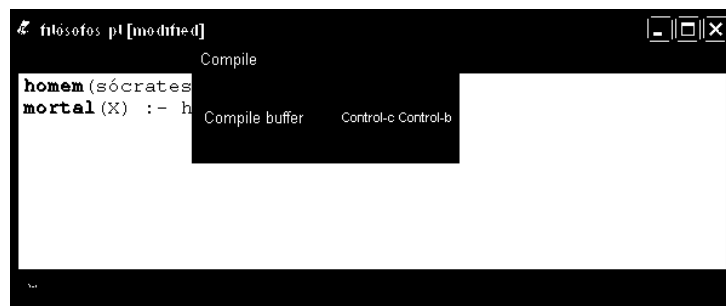 filósofos.pl [modified]
Compile
homem(sócrates
mortal(X) :- h
Compile buffer Control-c Control-b